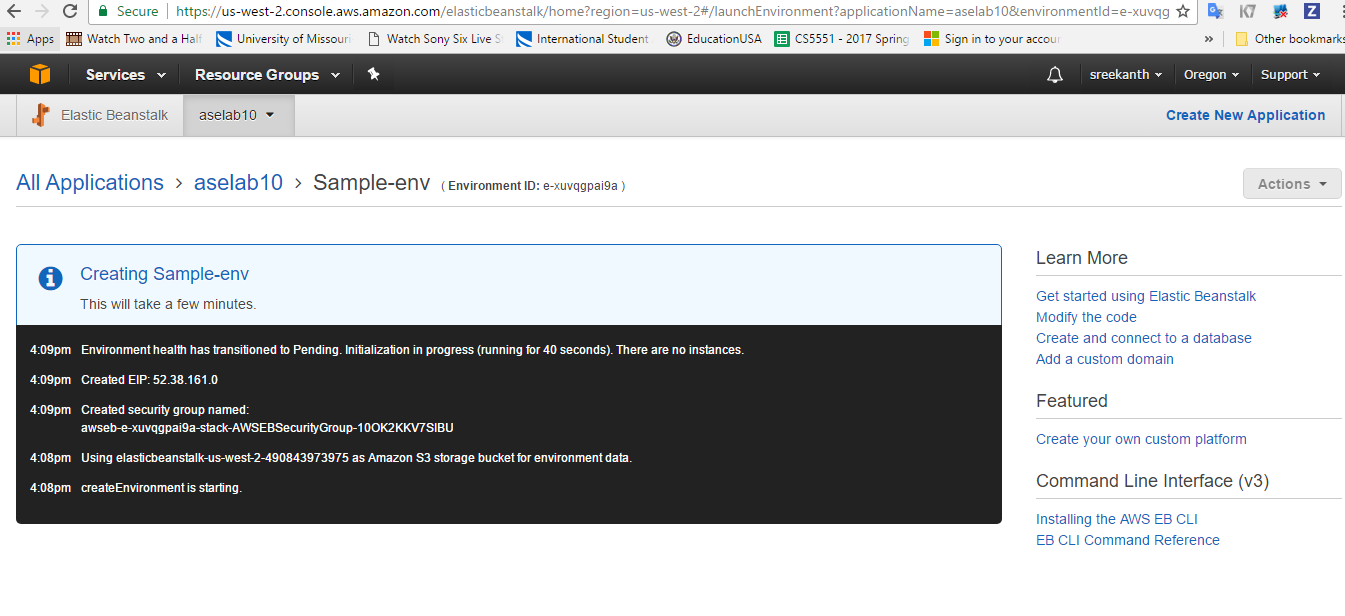 Secure https://us-west-2.console.aws.amazon.com/elasticbeanstalk/home?region=us-west-2#/launchEnvironment?applicationName=aselab10&environmentId=e-xuvqg
Apps Watch Two and a Half University of Missouri Watch Sony Six Live S International Student EducationUSA CS5551 - 2017 Spring Sign in to your accou » Other bookmarks
Services Resource Groups sreekanth Oregon Support
Elastic Beanstalk aselab10 Create New Application
All Applications › aselab10 › Sample-env ( Environment ID: e-xuvqgpai9a ) Actions
Creating Sample-env
This will take a few minutes.
4:09pm Environment health has transitioned to Pending. Initialization in progress (running for 40 seconds). There are no instances.
4:09pm Created EIP: 52.38.161.0
4:09pm Created security group named:
awseb-e-xuvqgpai9a-stack-AWSEBSecurityGroup-10OK2KKV7SIBU
4:08pm Using elasticbeanstalk-us-west-2-490843973975 as Amazon S3 storage bucket for environment data.
4:08pm createEnvironment is starting.
Learn More
Get started using Elastic Beanstalk
Modify the code
Create and connect to a database
Add a custom domain
Featured
Create your own custom platform
Command Line Interface (v3)
Installing the AWS EB CLI
EB CLI Command Reference